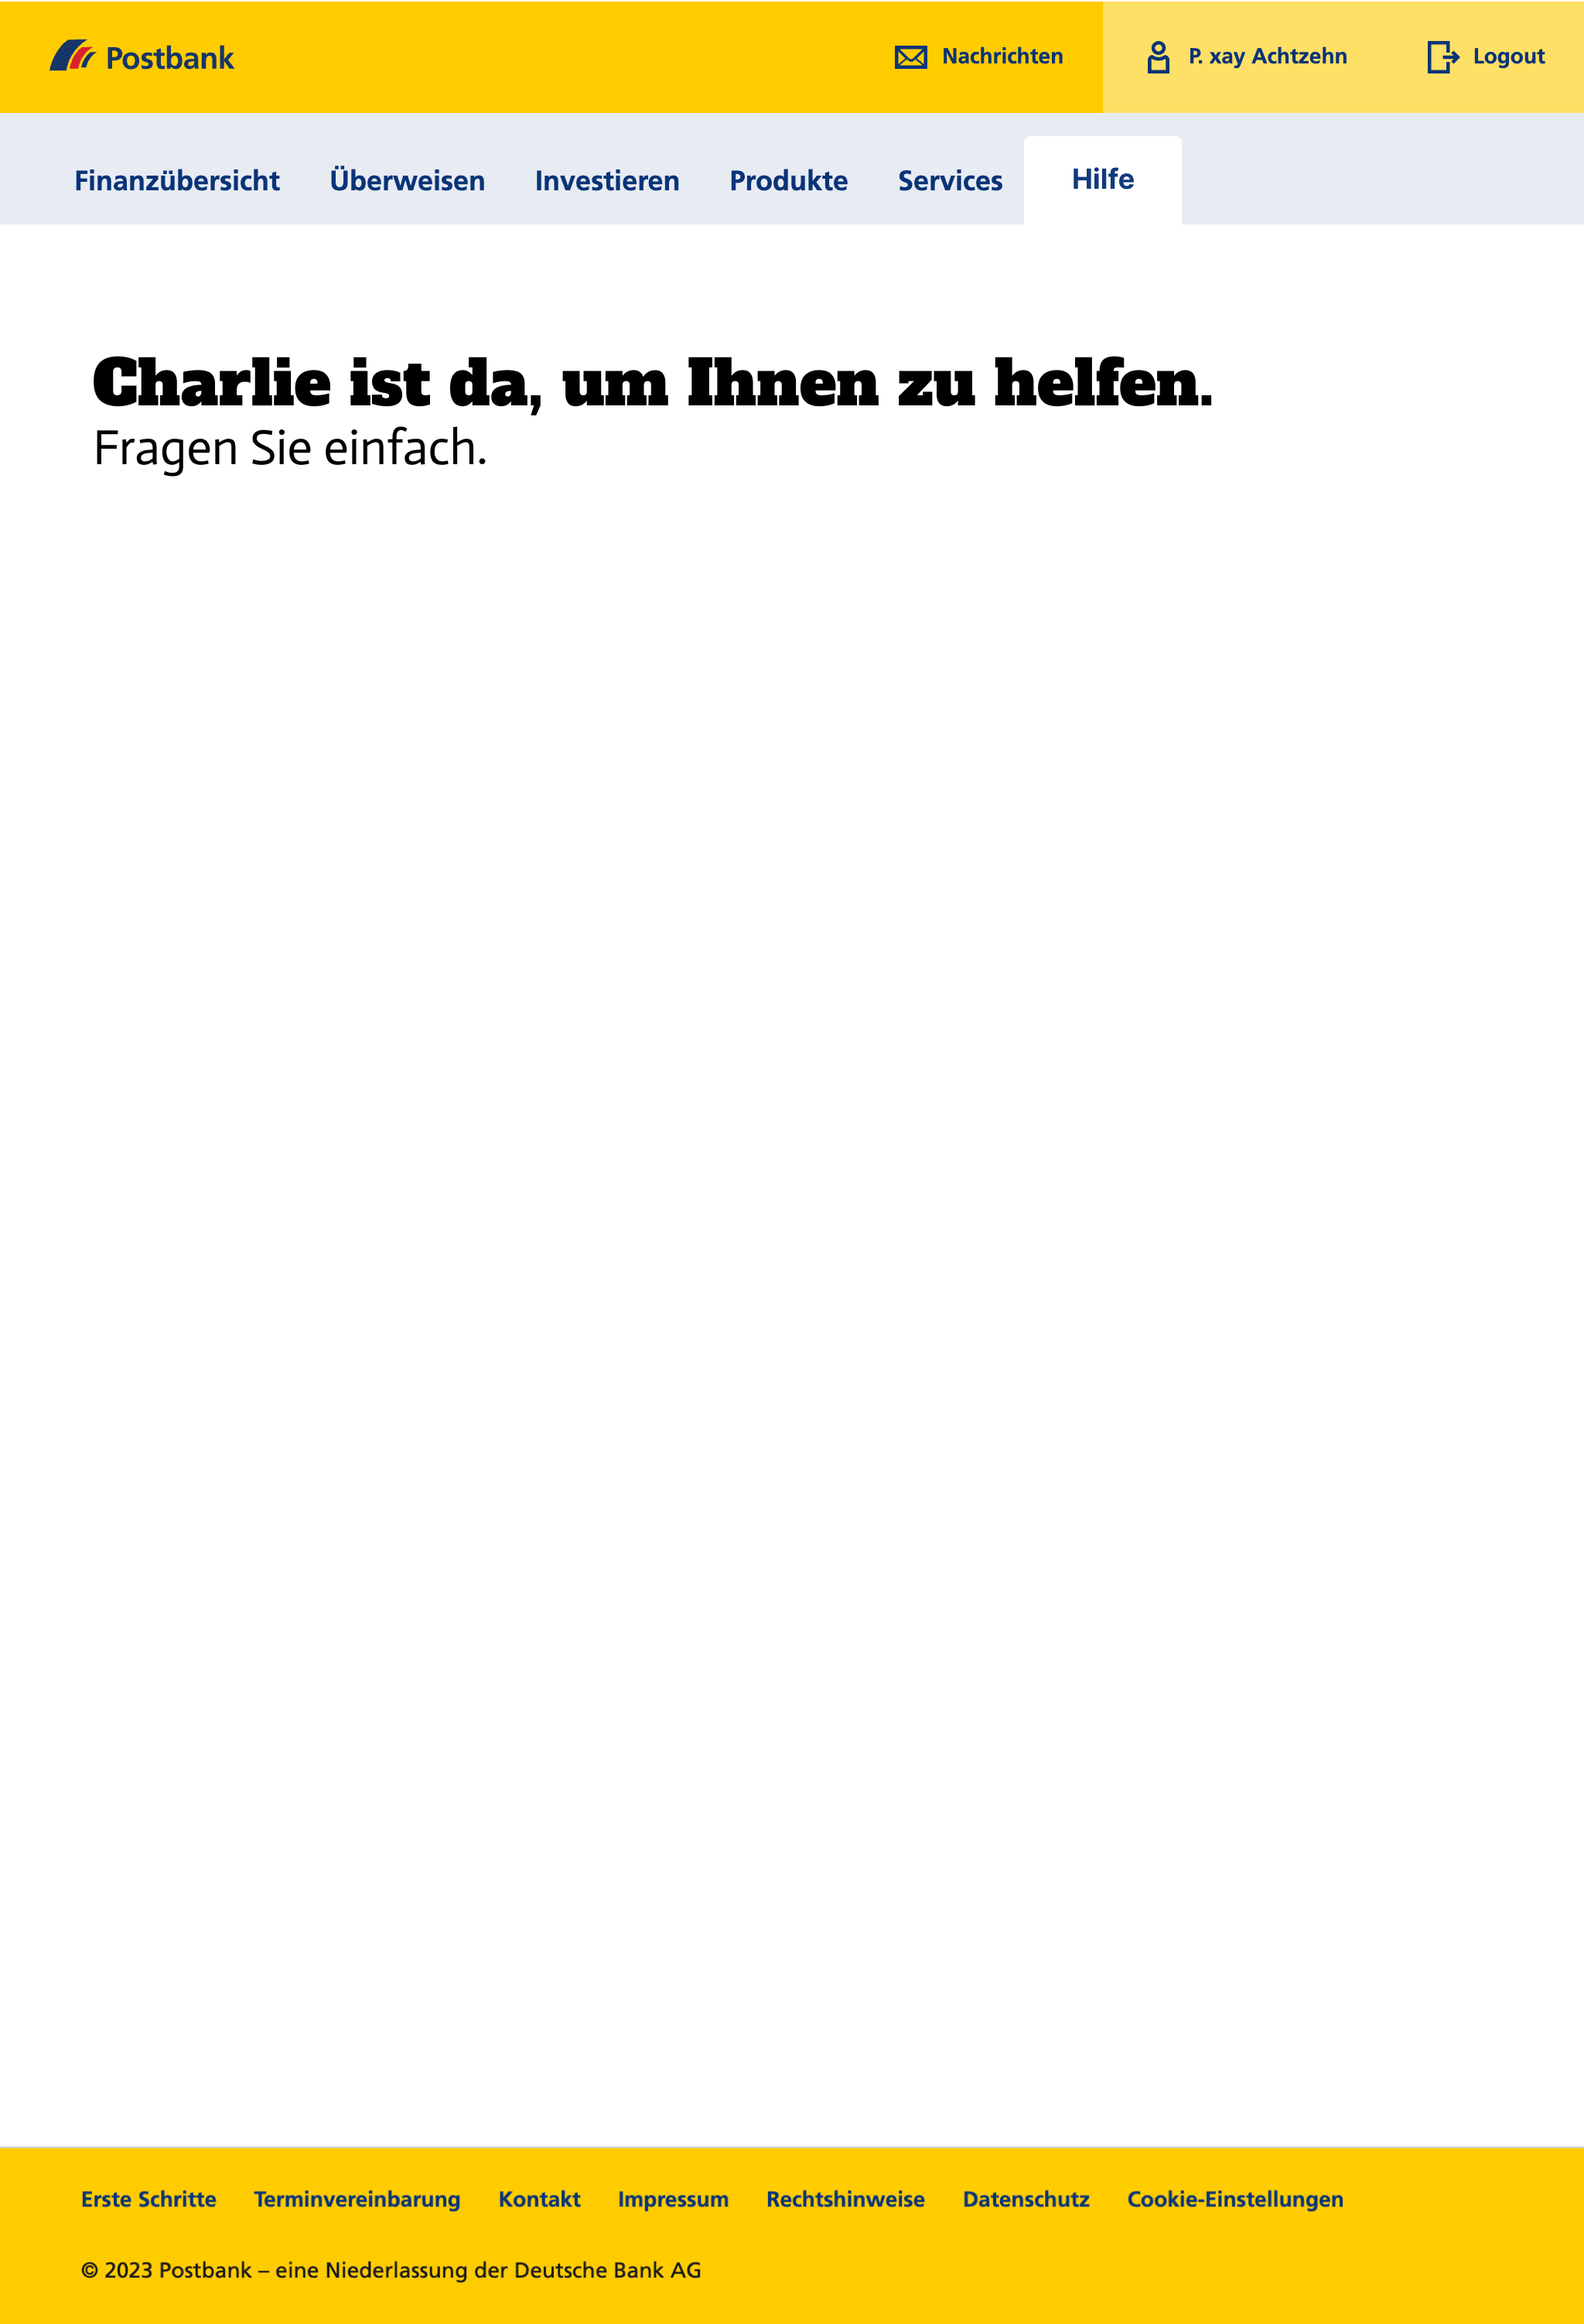 Postbank
Nachrichten
P. xay Achtzehn
Logout
Finanzübersicht Überweisen Investieren Produkte Services Hilfe
Charlie ist da, um Ihnen zu helfen.
Fragen Sie einfach.
Erste Schritte Terminvereinbarung Kontakt Impressum Rechtshinweise Datenschutz Cookie-Einstellungen
© 2023 Postbank – eine Niederlassung der Deutsche Bank AG